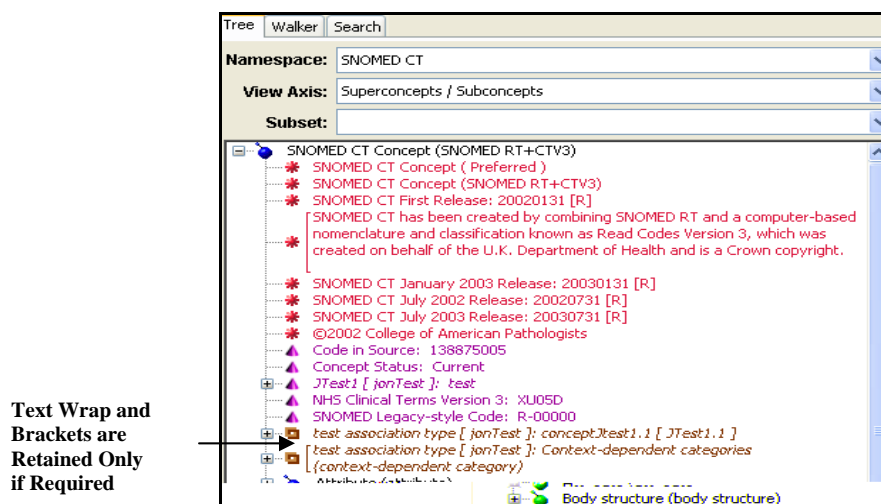 Tree Walker Search
Namespace: SNOMED CT
View Axis: Superconcepts / Subconcepts
Subset:
SNOMED CT Concept (SNOMED RT+CTV3)
SNOMED CT Concept ( Preferred )
SNOMED CT Concept (SNOMED RT+CTV3)
SNOMED CT First Release: 20020131 [R]
[SNOMED CT has been created by combining SNOMED RT and a computer-based
nomenclature and classification known as Read Codes Version 3, which was
created on behalf of the U.K. Department of Health and is a Crown copyright.
SNOMED CT January 2003 Release: 20030131 [R]
SNOMED CT July 2002 Release: 20020731 [R]
SNOMED CT July 2003 Release: 20030731 [R]
©2002 College of American Pathologists
Code in Source: 138875005
Concept Status: Current
JTest1 [ jonTest ]: test
NHS Clinical Terms Version 3: XU05D
SNOMED Legacy-style Code: R-00000
test association type [ jonTest ]: conceptJtest1.1 [ JTest1.1 ]
[test association type [ jonTest ]: Context-dependent categories
(context-dependent category)
Attribute (attribute)
Body structure (body structure)
Text Wrap and
Brackets are
Retained Only
if Required